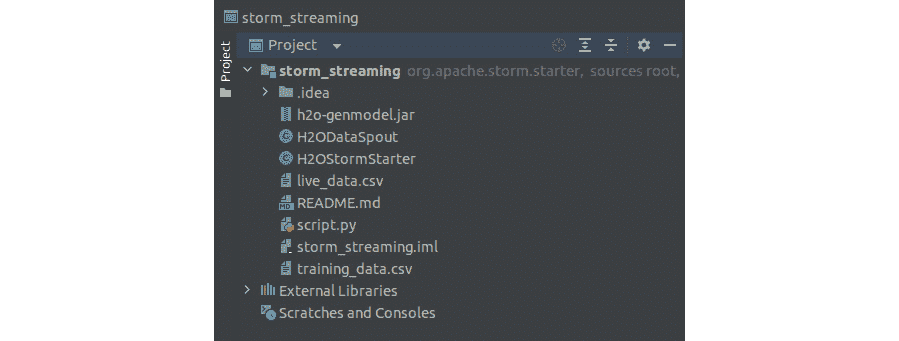 storm_streaming
Project
Project
storm_streaming org.apache.storm.starter, sources root,
.idea
h2o-genmodel.jar
H2ODataSpout
H2OStormStarter
live_data.csv
MD README.md
script.py
storm_streaming.iml
training_data.csv
External Libraries
Scratches and Consoles